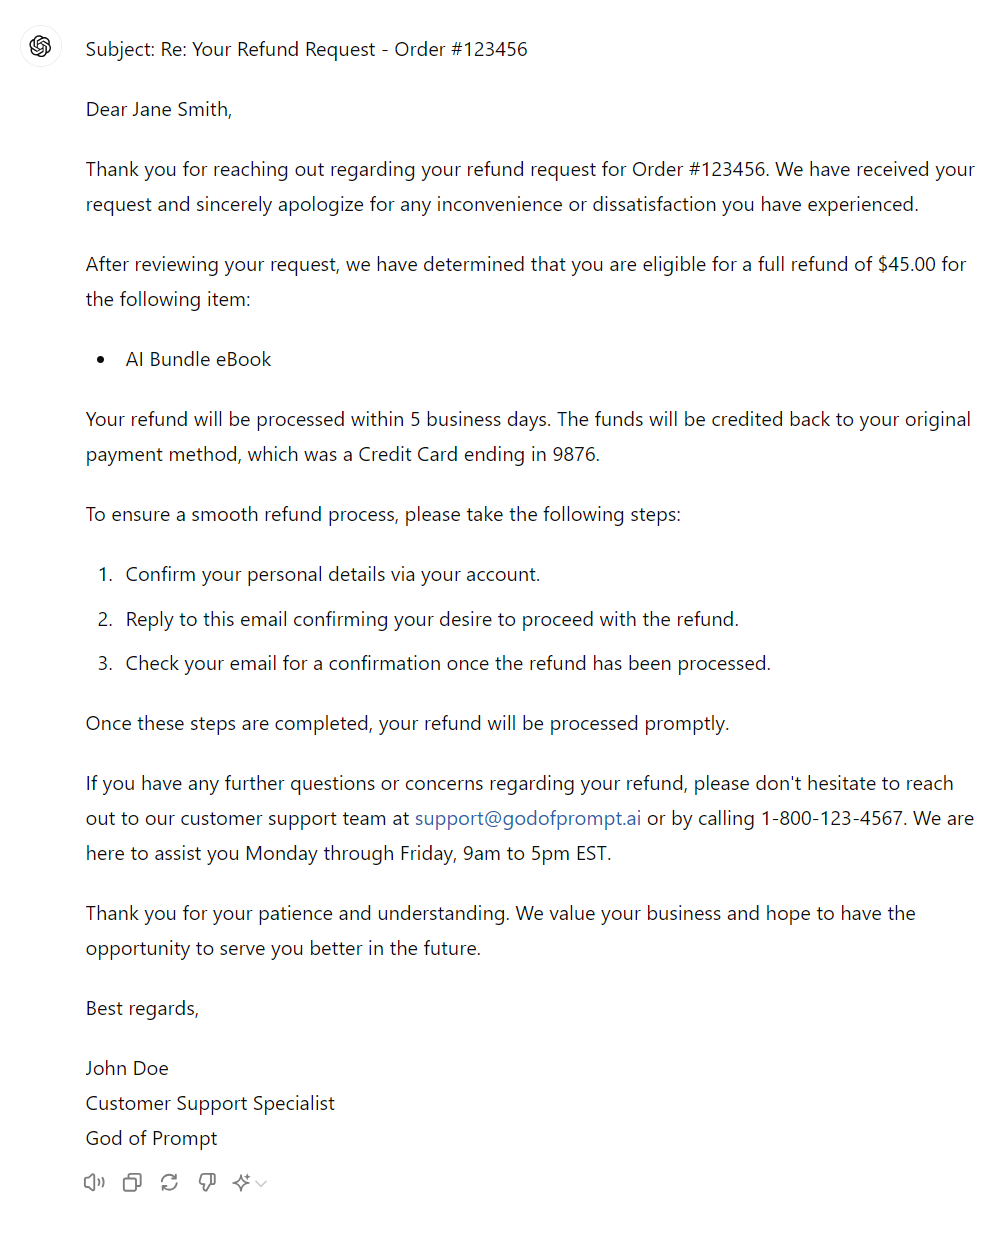 Subject: Re: Your Refund Request - Order #123456
Dear Jane Smith,
Thank you for reaching out regarding your refund request for Order #123456. We have received your
request and sincerely apologize for any inconvenience or dissatisfaction you have experienced.
After reviewing your request, we have determined that you are eligible for a full refund of $45.00 for
the following item:
• AI Bundle eBook
Your refund will be processed within 5 business days. The funds will be credited back to your original
payment method, which was a Credit Card ending in 9876.
To ensure a smooth refund process, please take the following steps:
1. Confirm your personal details via your account.
2. Reply to this email confirming your desire to proceed with the refund.
3. Check your email for a confirmation once the refund has been processed.
Once these steps are completed, your refund will be processed promptly.
If you have any further questions or concerns regarding your refund, please don't hesitate to reach
out to our customer support team at support@godofprompt.ai or by calling 1-800-123-4567. We are
here to assist you Monday through Friday, 9am to 5pm EST.
Thank you for your patience and understanding. We value your business and hope to have the
opportunity to serve you better in the future.
Best regards,
John Doe
Customer Support Specialist
God of Prompt